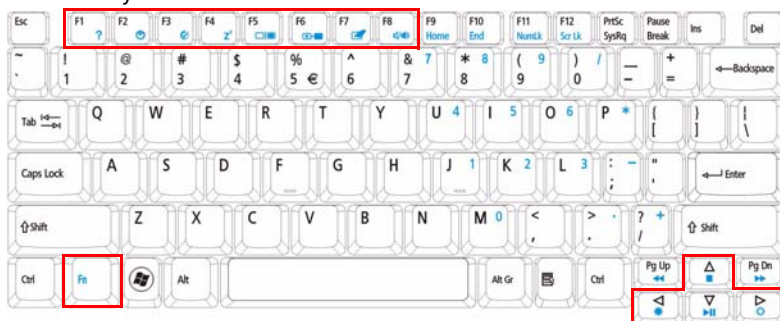 Esc F1 ? F2 F3 F4 z F5 F6 F7 F8 F9 Home F10 End F11 NumLk F12 Scr Lk PrtSc SysRq Pause Break Ins Del
~ ` ! 1 @ 2 # 3 $ 4 % 5 € ^ 6 & 7 7 * 8 8 ( 9 9 ) / 0 _ - + = Backspace
Tab Q W E R T Y U 4 I 5 O 6 P * { [ } ] | \
Caps Lock A S D F G H J 1 K 2 L 3 : - ; " ' Enter
Shift Z X C V B N M 0 < , > . . ? + / Shift
Ctrl Fn Alt Alt Gr Ctrl Pg Up Pg Dn